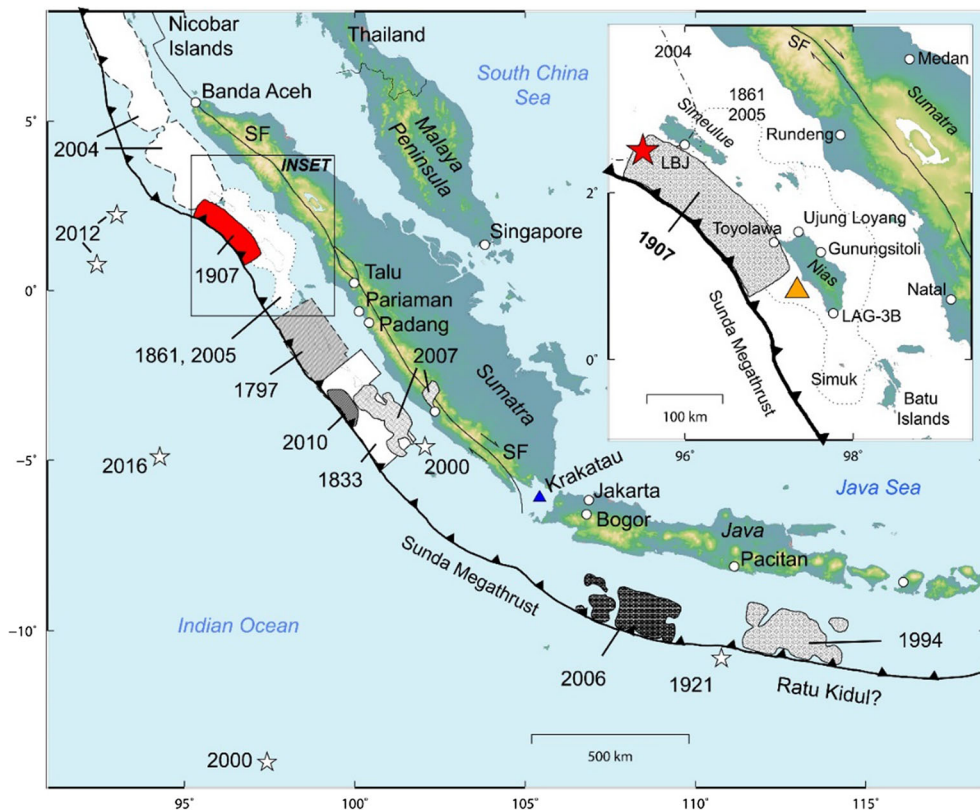 Nicobar
Islands
Thailand
South China
Sea
Banda Aceh
SF
Malaya
Peninsula
INSET
2004
2012
1907
Singapore
Talu
Pariaman
Padang
1861, 2005
1797
2007
2010
1833
2000
Sumatra
SF
2016
Krakatau
Jakarta
Bogor
Java
Pacitan
Java Sea
Sunda Megathrust
Indian Ocean
2006
1921
1994
Ratu Kidul?
2000
500 km
5°
0°
−5°
−10°
95°
100°
105°
110°
115°
2004
SF
Medan
1861
2005
Simeulue
Rundeng
Sumatra
LBJ
2°
1907
Toyolawa
Ujung Loyang
Gunungsitoli
Nias
Natal
LAG-3B
Sunda Megathrust
0°
Simuk
Batu
Islands
100 km
96°
98°